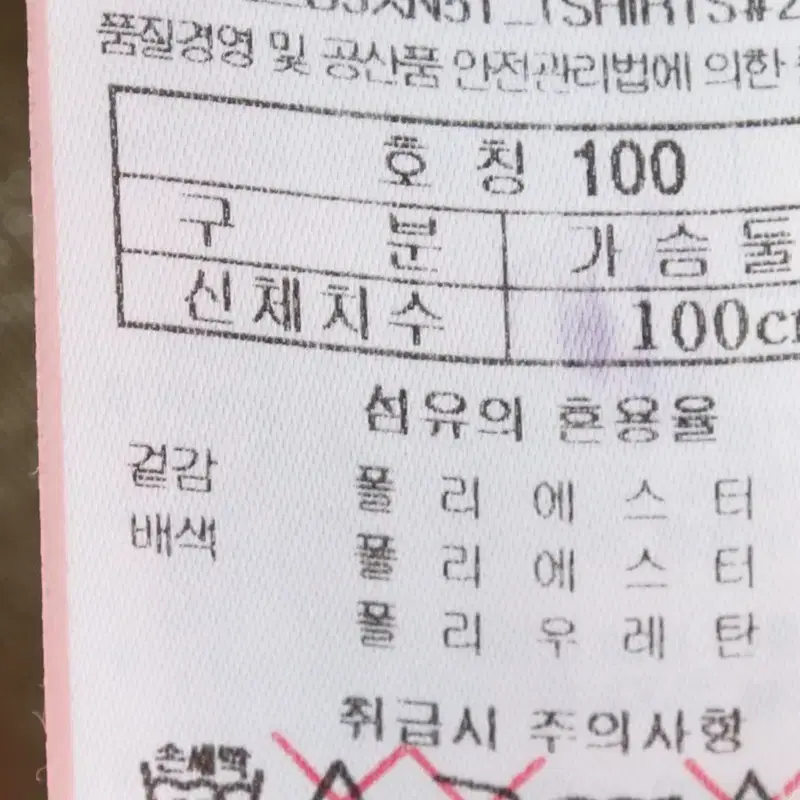 TSHIRTS#2
품질경영 및 공산품 안전관리법에 의한
호 칭 100
구 분 가 슴 둘
신체치수 100c
섬유의 혼용율
겉감 폴 리 에 스 터
배색 폴 리 에 스 터
폴 리 우 레 탄
취급시 주의사항
손세탁